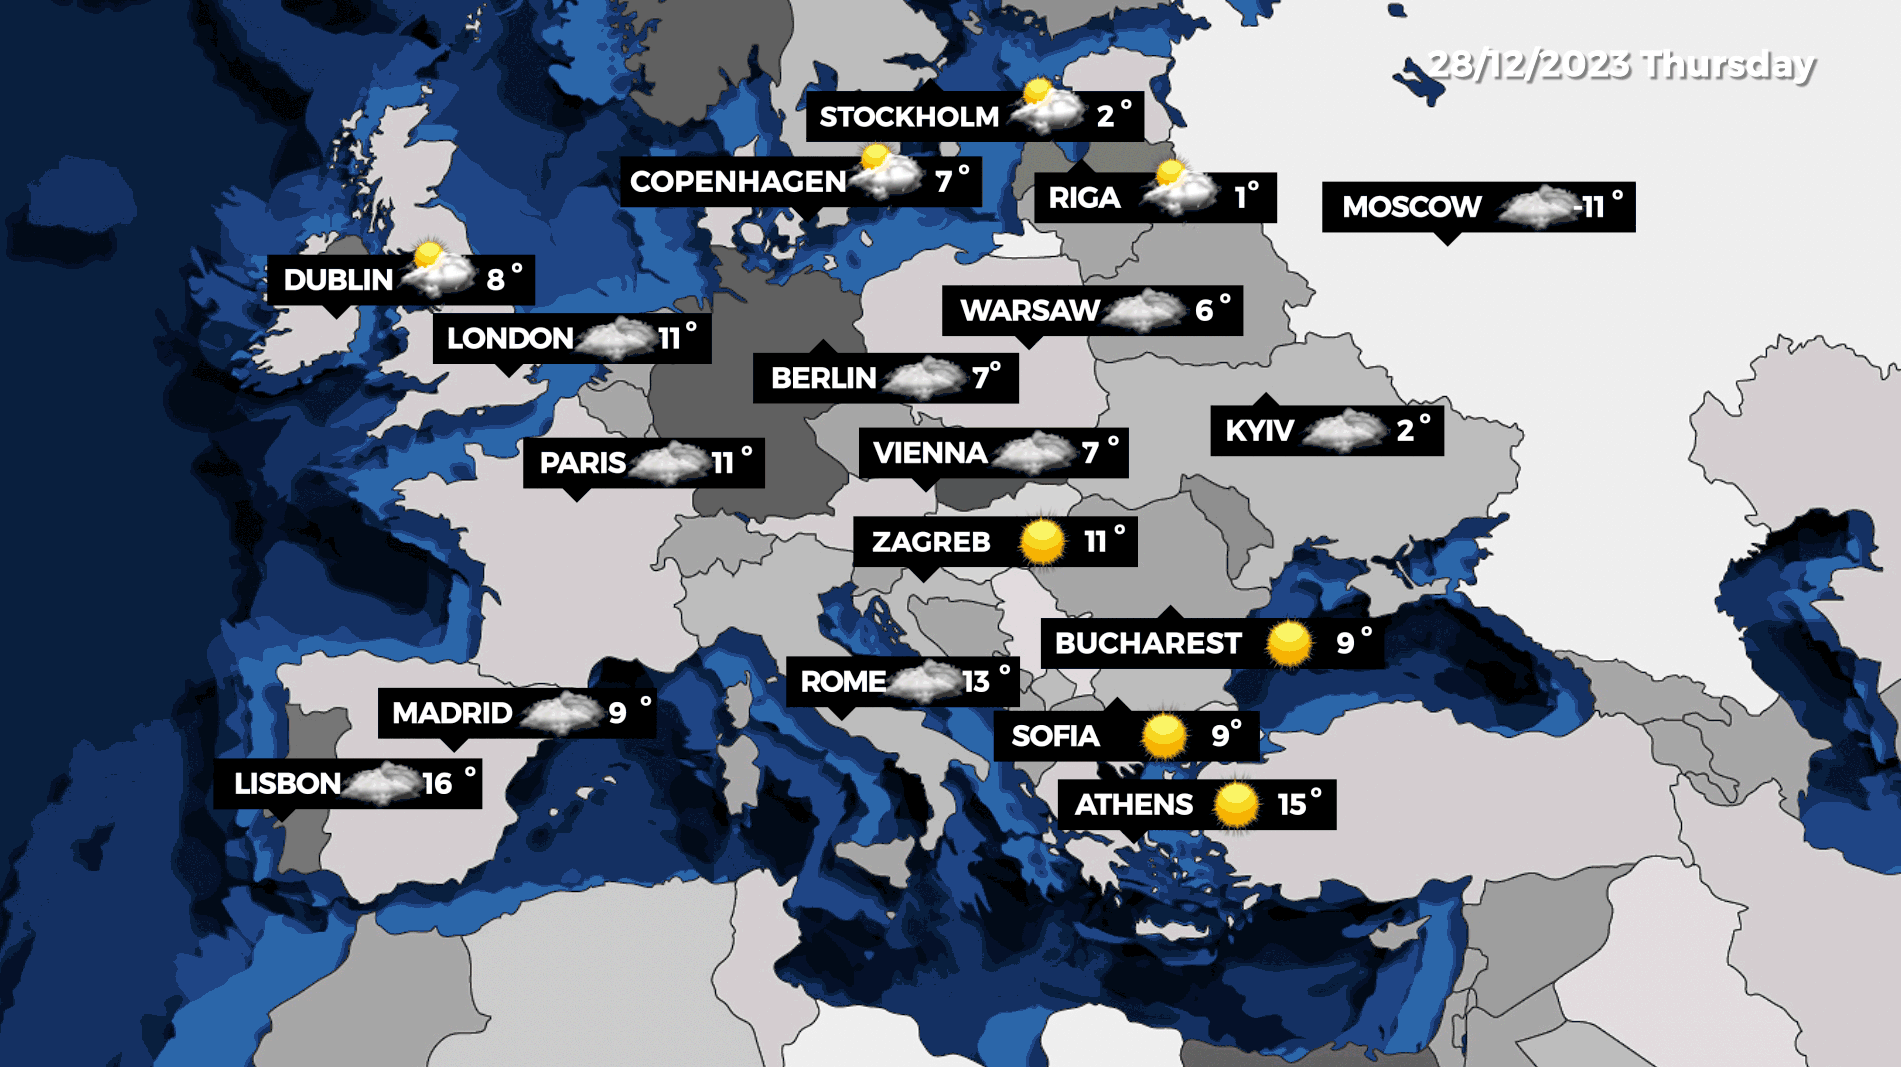 28/12/2023 Thursday
STOCKHOLM 2°
COPENHAGEN 7°
RIGA 1°
MOSCOW -11°
DUBLIN 8°
WARSAW 6°
LONDON 11°
BERLIN 7°
KYIV 2°
VIENNA 7°
PARIS 11°
ZAGREB 11°
BUCHAREST 9°
ROME 13°
MADRID 9°
SOFIA 9°
LISBON 16°
ATHENS 15°